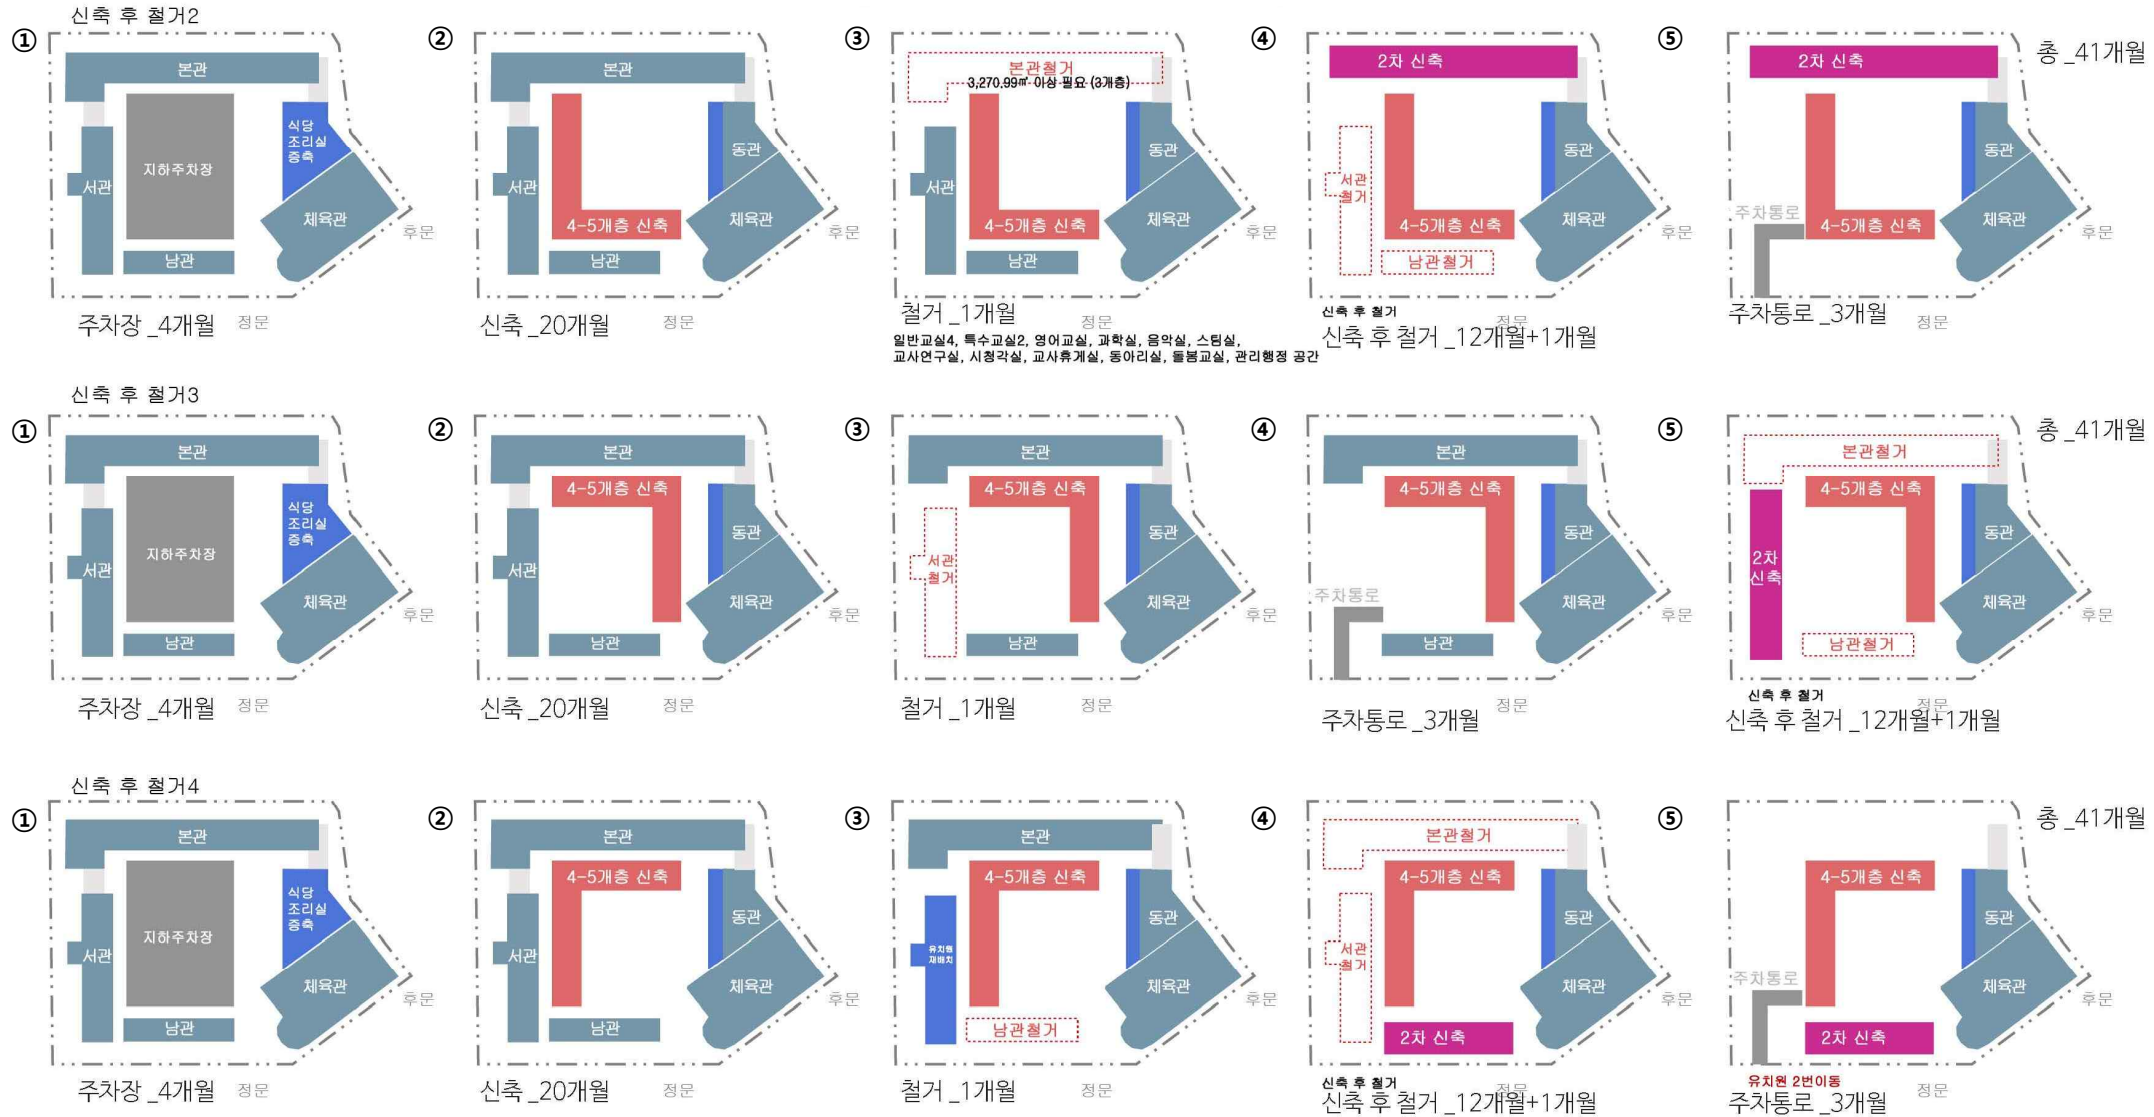 신축 후 철거2
①
본관
지하주차장
식당
조리실
증축
서관
체육관
남관
후문
주차장 _4개월
정문
②
본관
서관
동관
체육관
4-5개층 신축
남관
후문
신축 _20개월
정문
③
본관철거
3,270.99㎡ 이상 필요 (3개층)
서관
동관
체육관
4-5개층 신축
남관
후문
철거 _1개월
정문
일반교실4, 특수교실2, 영어교실, 과학실, 음악실, 스팀실,
교사연구실, 시청각실, 교사휴게실, 동아리실, 돌봄교실, 관리행정 공간
④
2차 신축
서관
철거
동관
체육관
4-5개층 신축
남관철거
후문
신축 후 철거
정문
신축 후 철거 _12개월+1개월
⑤
총 _41개월
2차 신축
동관
주차통로
체육관
4-5개층 신축
후문
주차통로 _3개월
정문
신축 후 철거3
①
본관
지하주차장
식당
조리실
증축
서관
체육관
남관
후문
주차장 _4개월
정문
②
본관
4-5개층 신축
동관
서관
체육관
남관
후문
신축 _20개월
정문
③
본관
4-5개층 신축
동관
서관
철거
체육관
남관
후문
철거 _1개월
정문
④
본관
4-5개층 신축
동관
주차통로
체육관
남관
후문
주차통로 _3개월
정문
⑤
총 _41개월
본관철거
4-5개층 신축
동관
2차
신축
체육관
남관철거
후문
신축 후 철거
정문
신축 후 철거 _12개월+1개월
신축 후 철거4
①
본관
식당
조리실
증축
지하주차장
서관
체육관
남관
후문
주차장 _4개월
정문
②
본관
4-5개층 신축
동관
서관
체육관
남관
후문
신축 _20개월
정문
③
본관
4-5개층 신축
동관
유치원
재배치
체육관
남관철거
후문
철거 _1개월
정문
④
본관철거
4-5개층 신축
동관
서관
철거
체육관
2차 신축
후문
신축 후 철거
정문
신축 후 철거 _12개월+1개월
⑤
총 _41개월
4-5개층 신축
동관
주차통로
체육관
2차 신축
후문
유치원 2번이동
주차통로 _3개월
정문